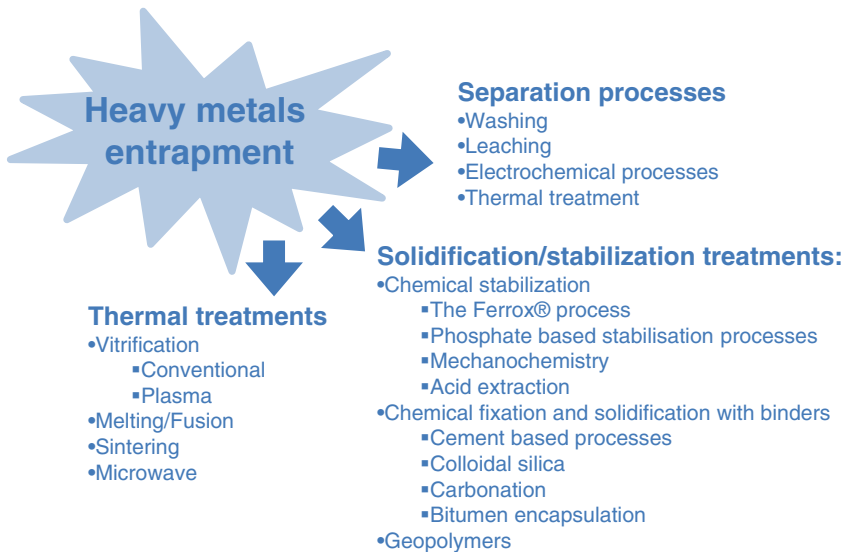 Heavy metals
entrapment
Separation processes
•Washing
•Leaching
•Electrochemical processes
•Thermal treatment
Solidification/stabilization treatments:
•Chemical stabilization
▪The Ferrox® process
▪Phosphate based stabilisation processes
▪Mechanochemistry
▪Acid extraction
•Chemical fixation and solidification with binders
▪Cement based processes
▪Colloidal silica
▪Carbonation
▪Bitumen encapsulation
•Geopolymers
Thermal treatments
•Vitrification
▪Conventional
▪Plasma
•Melting/Fusion
•Sintering
•Microwave